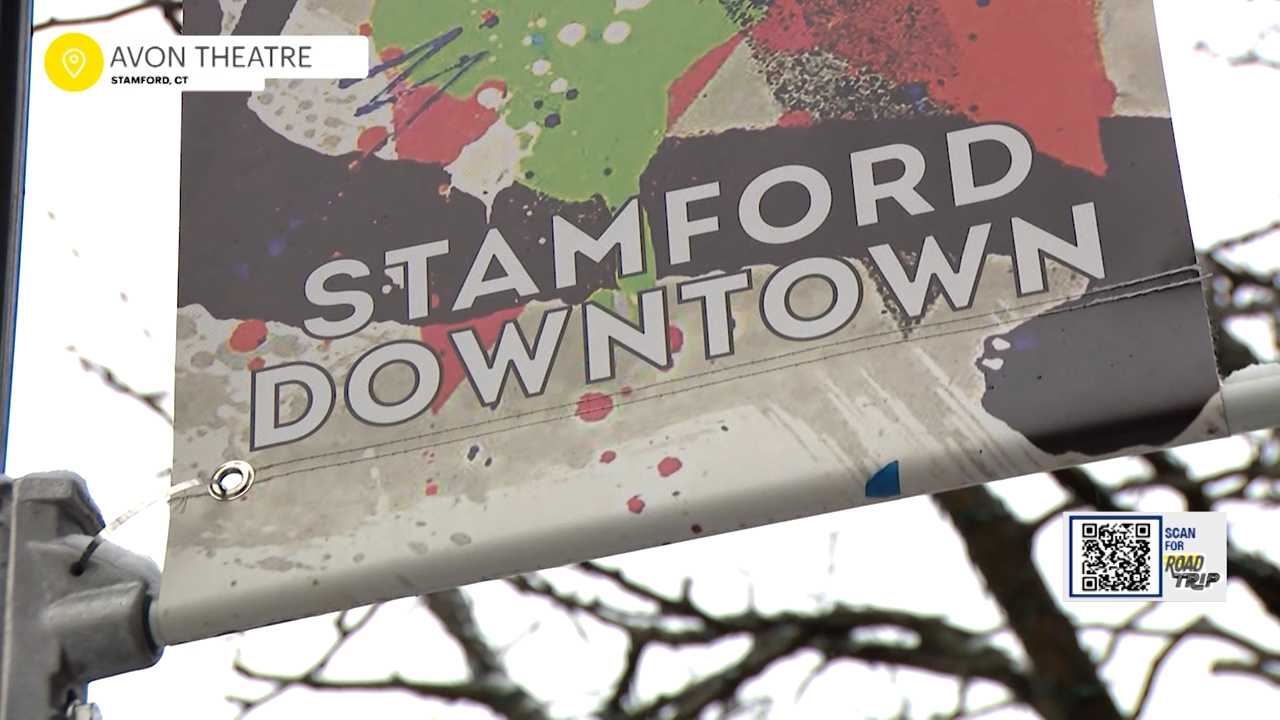 AVON THEATRE
STAMFORD, CT
STAMFORD
DOWNTOWN
SCAN
FOR
ROAD
TRIP